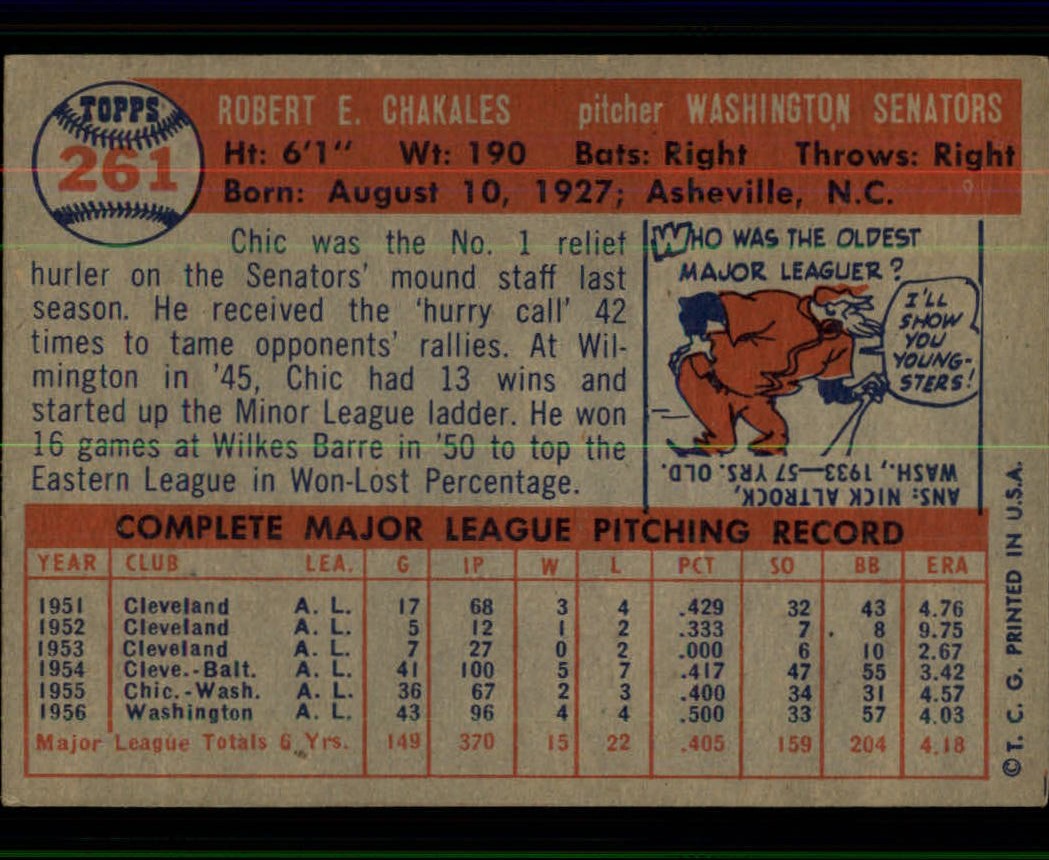 TOPPS
261
ROBERT E. CHAKALES pitcher WASHINGTON SENATORS
Ht: 6'1" Wt: 190 Bats: Right Throws: Right
Born: August 10, 1927; Asheville, N.C.
Chic was the No. 1 relief
hurler on the Senators' mound staff last
season. He received the 'hurry call' 42
times to tame opponents' rallies. At Wil-
mington in '45, Chic had 13 wins and
started up the Minor League ladder. He won
16 games at Wilkes Barre in '50 to top the
Eastern League in Won-Lost Percentage.
WHO WAS THE OLDEST
MAJOR LEAGUER?
I'LL
SHOW
YOU
YOUNG-
STERS!
ANS: NICK ALTROCK,
WASH., 1933—57 YRS. OLD.
COMPLETE MAJOR LEAGUE PITCHING RECORD
YEAR CLUB LEA. G IP W L PCT SO BB ERA
1951 Cleveland A. L. 17 68 3 4 .429 32 43 4.76
1952 Cleveland A. L. 5 12 1 2 .333 7 8 9.75
1953 Cleveland A. L. 7 27 0 2 .000 6 10 2.67
1954 Cleve.-Balt. A. L. 41 100 5 7 .417 47 55 3.42
1955 Chic.-Wash. A. L. 36 67 2 3 .400 34 31 4.57
1956 Washington A. L. 43 96 4 4 .500 33 57 4.03
Major League Totals 6 Yrs. 149 370 15 22 .405 159 204 4.18
© T. C. G. PRINTED IN U.S.A.